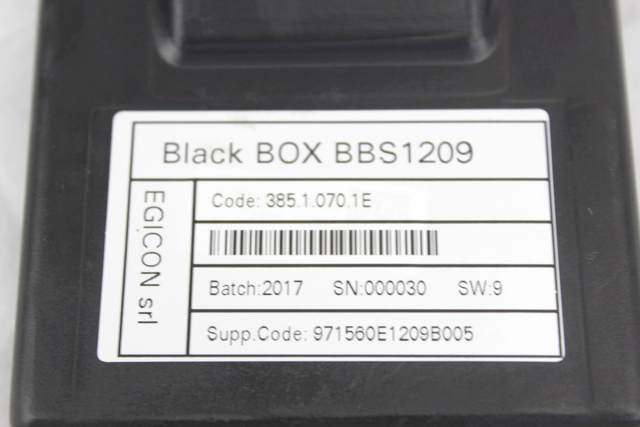 Black BOX BBS1209
EGICON srl
Code: 385.1.070.1E
Batch:2017 SN:000030 SW:9
Supp.Code: 971560E1209B005